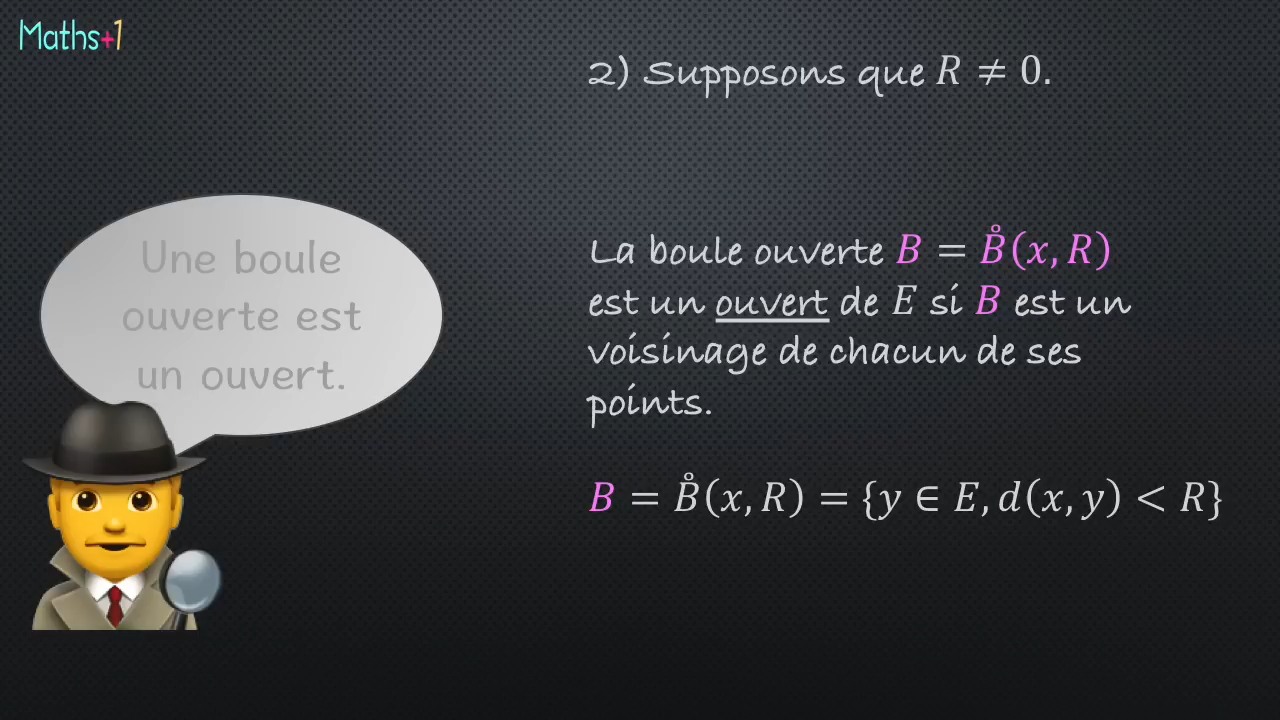 Maths+1
2) Supposons que R ≠ 0.
Une boule
ouverte est
un ouvert.
La boule ouverte B = B̊(x, R)
est un ouvert de E si B est un
voisinage de chacun de ses
points.
B = B̊(x, R) = {y ∈ E, d(x, y) < R}